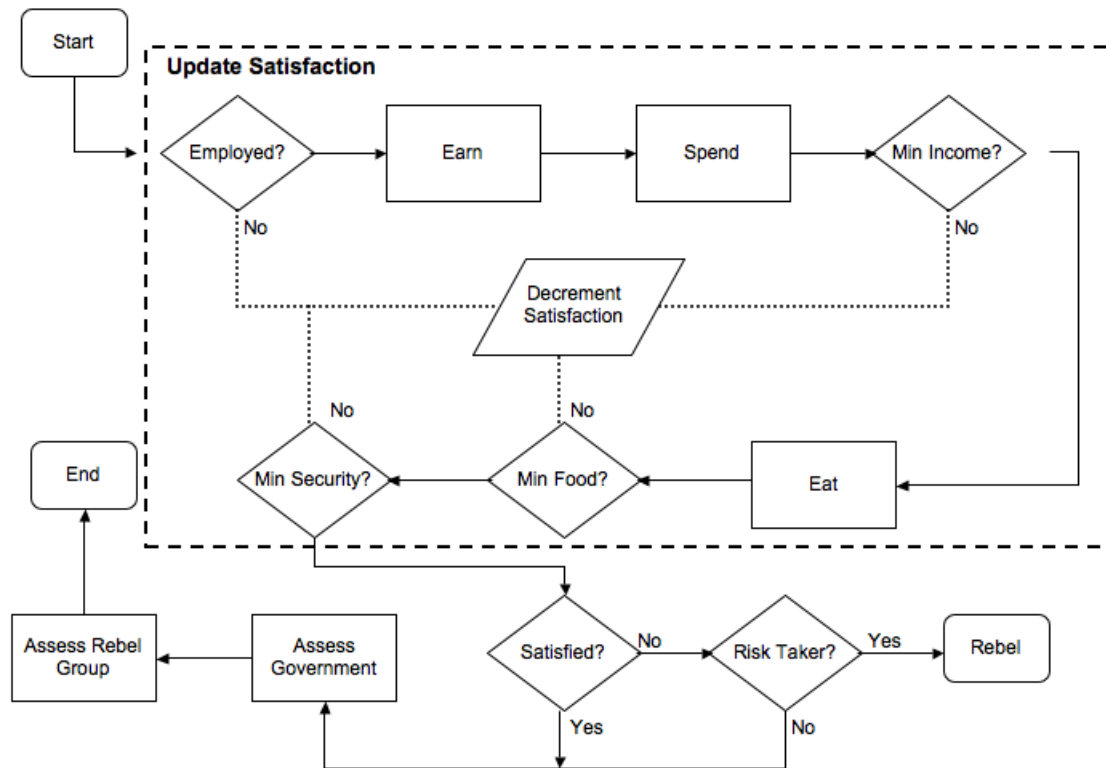 Start
Update Satisfaction
Employed?
Earn
Spend
Min Income?
No
No
Decrement
Satisfaction
No
No
End
Min Security?
Min Food?
Eat
Assess Rebel
Group
Assess
Government
Satisfied?
No
Risk Taker?
Yes
Rebel
Yes
No